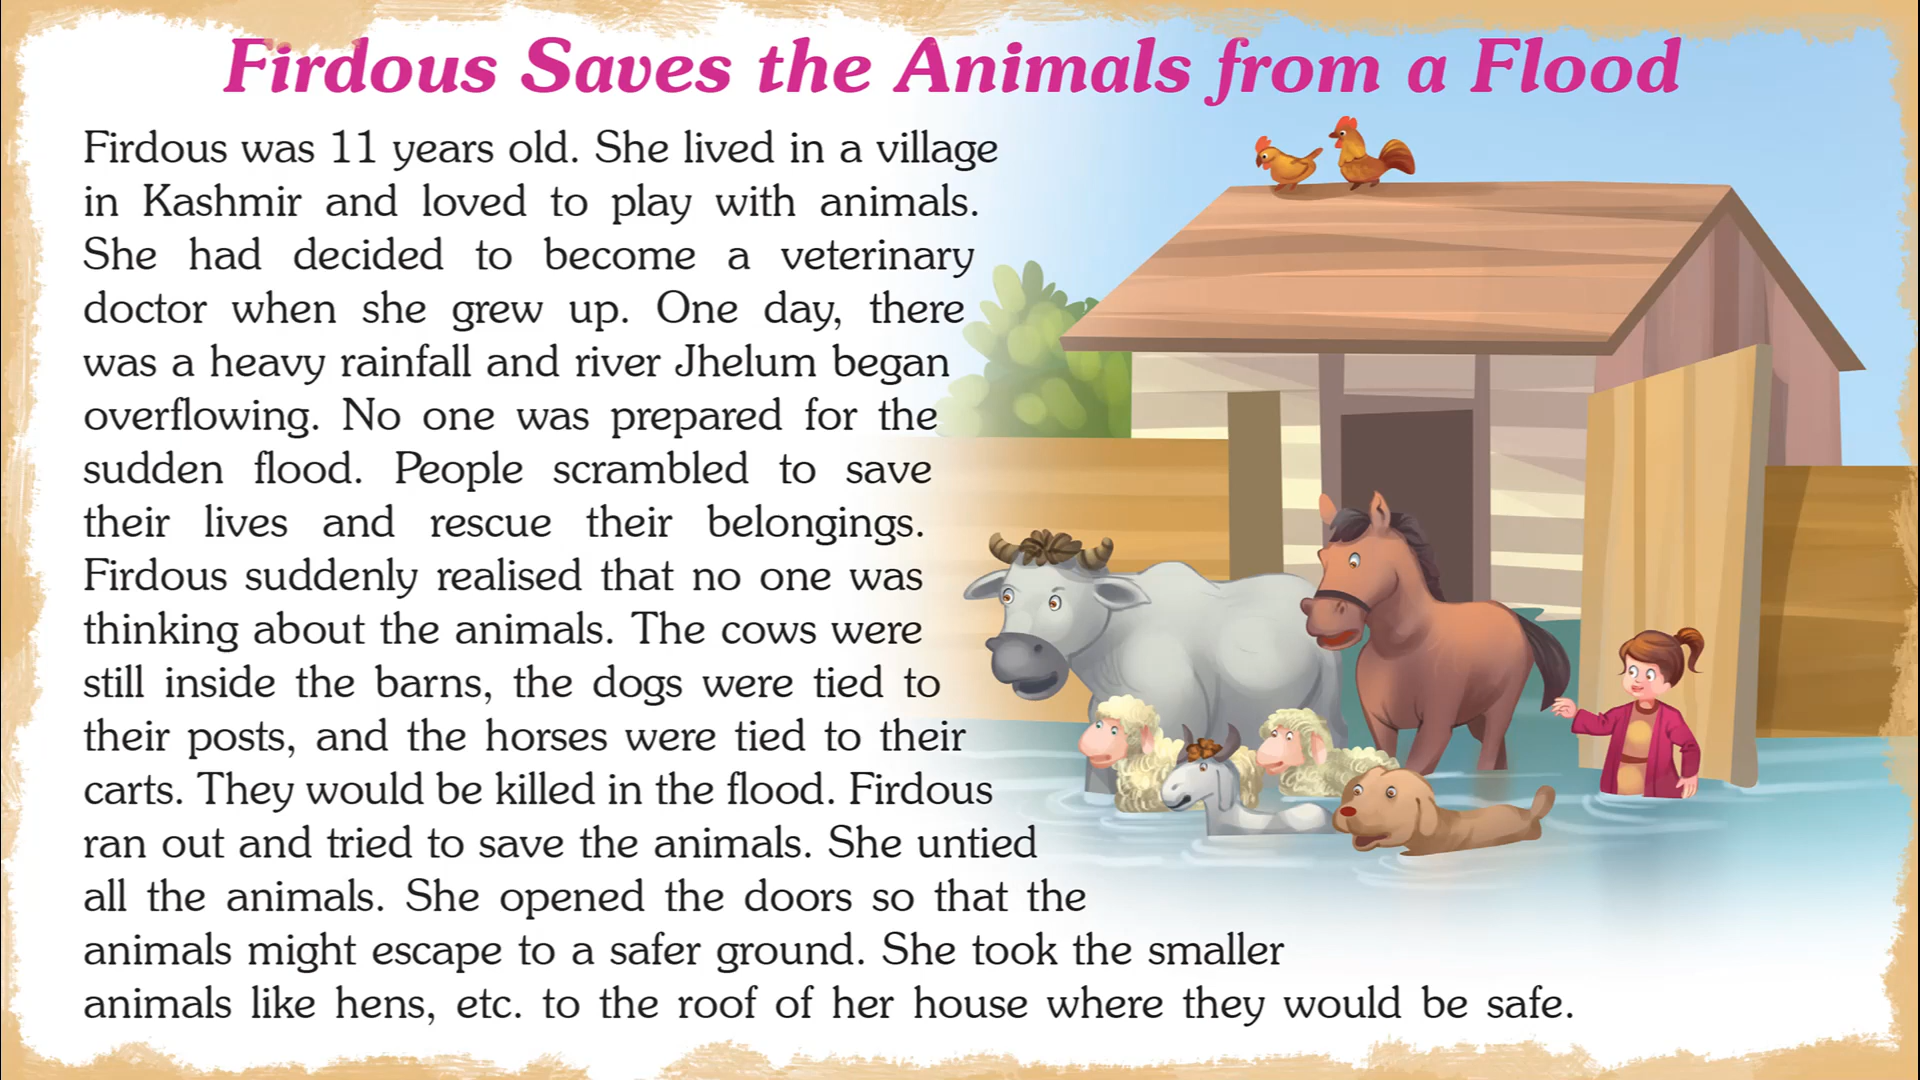 Firdous Saves the Animals from a Flood
Firdous was 11 years old. She lived in a village
in Kashmir and loved to play with animals.
She had decided to become a veterinary
doctor when she grew up. One day, there
was a heavy rainfall and river Jhelum began
overflowing. No one was prepared for the
sudden flood. People scrambled to save
their lives and rescue their belongings.
Firdous suddenly realised that no one was
thinking about the animals. The cows were
still inside the barns, the dogs were tied to
their posts, and the horses were tied to their
carts. They would be killed in the flood. Firdous
ran out and tried to save the animals. She untied
all the animals. She opened the doors so that the
animals might escape to a safer ground. She took the smaller
animals like hens, etc. to the roof of her house where they would be safe.